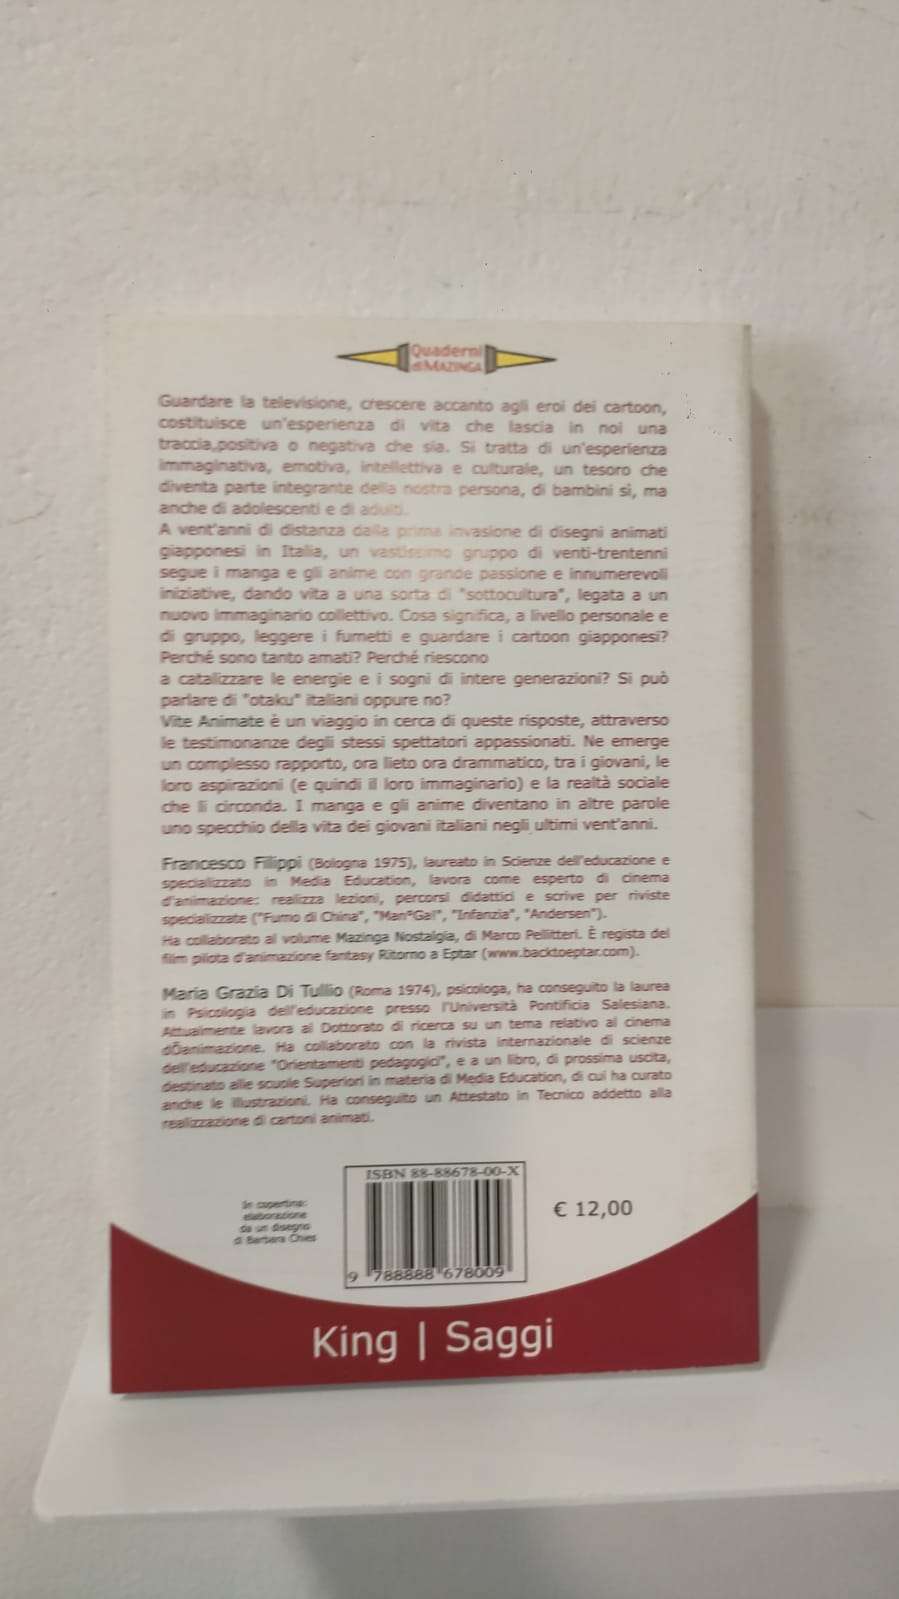 Quaderni
di MAZINGA
Guardare la televisione, crescere accanto agli eroi dei cartoon,
costituisce un'esperienza di vita che lascia in noi una
traccia,positiva o negativa che sia. Si tratta di un'esperienza
immaginativa, emotiva, intellettiva e culturale, un tesoro che
diventa parte integrante della nostra persona, di bambini sì, ma
anche di adolescenti e di adulti.
A vent'anni di distanza dalla prima invasione di disegni animati
giapponesi in Italia, un vastissimo gruppo di venti-trentenni
segue i manga e gli anime con grande passione e innumerevoli
iniziative, dando vita a una sorta di "sottocultura", legata a un
nuovo immaginario collettivo. Cosa significa, a livello personale e
di gruppo, leggere i fumetti e guardare i cartoon giapponesi?
Perché sono tanto amati? Perché riescono
a catalizzare le energie e i sogni di intere generazioni? Si può
parlare di "otaku" italiani oppure no?
Vite Animate è un viaggio in cerca di queste risposte, attraverso
le testimonanze degli stessi spettatori appassionati. Ne emerge
un complesso rapporto, ora lieto ora drammatico, tra i giovani, le
loro aspirazioni (e quindi il loro immaginario) e la realtà sociale
che li circonda. I manga e gli anime diventano in altre parole
uno specchio della vita dei giovani italiani negli ultimi vent'anni.
Francesco Filippi (Bologna 1975), laureato in Scienze dell'educazione e
specializzato in Media Education, lavora come esperto di cinema
d'animazione: realizza lezioni, percorsi didattici e scrive per riviste
specializzate ("Fumo di China", "Man°Ga!", "Infanzia", "Andersen").
Ha collaborato al volume Mazinga Nostalgia, di Marco Pellitteri. È regista del
film pilota d'animazione fantasy Ritorno a Eptar (www.backtoeptar.com).
Maria Grazia Di Tullio (Roma 1974), psicologa, ha conseguito la laurea
in Psicologia dell'educazione presso l'Università Pontificia Salesiana.
Attualmente lavora al Dottorato di ricerca su un tema relativo al cinema
dÕanimazione. Ha collaborato con la rivista internazionale di scienze
dell'educazione "Orientamenti pedagogici", e a un libro, di prossima uscita,
destinato alle scuole Superiori in materia di Media Education, di cui ha curato
anche le illustrazioni. Ha conseguito un Attestato in Tecnico addetto alla
realizzazione di cartoni animati.
In copertina:
elaborazione
da un disegno
di Barbara Chies
ISBN 88-88678-00-X
9 788888 678009
€ 12,00
King | Saggi